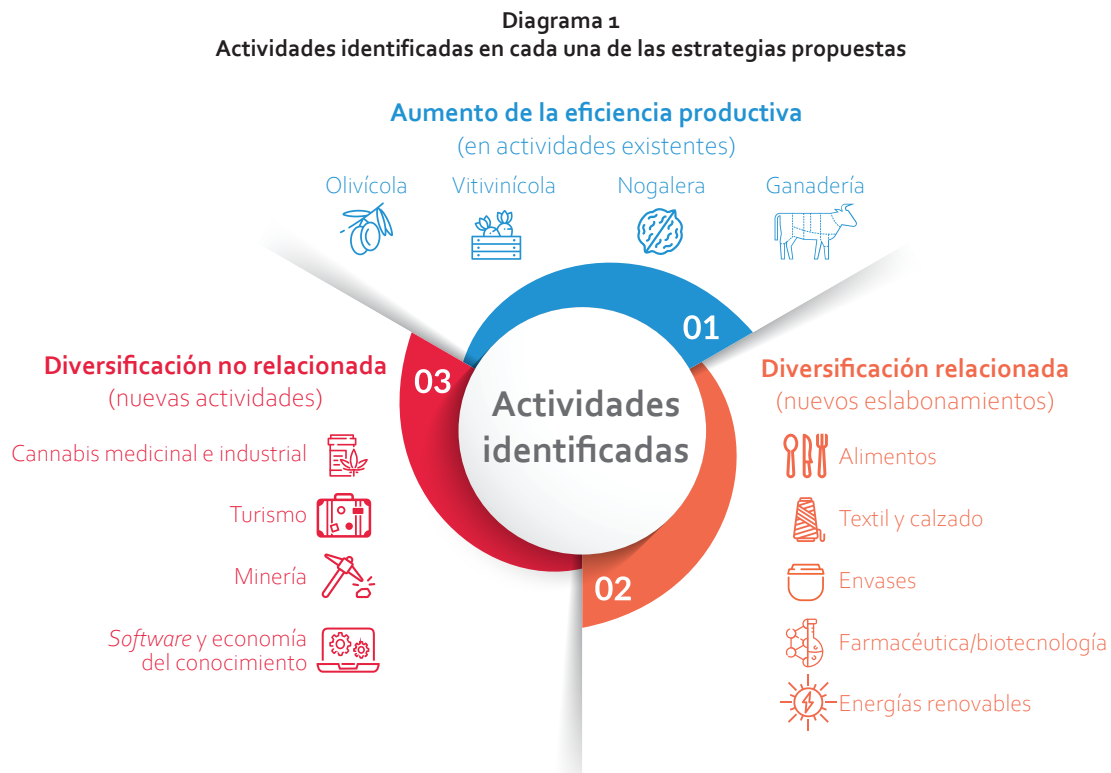 Diagrama 1
Actividades identificadas en cada una de las estrategias propuestas
Aumento de la eficiencia productiva
(en actividades existentes)
Olivícola
Vitivinícola
Nogalera
Ganadería
01
Diversificación relacionada
(nuevos eslabonamientos)
Alimentos
Textil y calzado
Envases
Farmacéutica/biotecnología
Energías renovables
02
Diversificación no relacionada
(nuevas actividades)
Cannabis medicinal e industrial
Turismo
Minería
Software y economía
del conocimiento
03
Actividades
identificadas